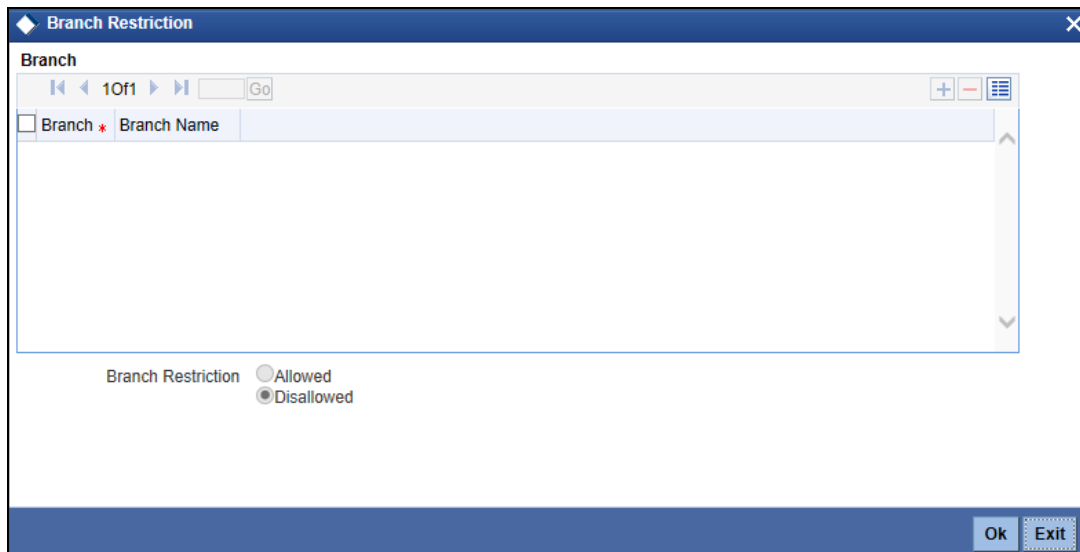 Branch Restriction
Branch
1Of1 Go
Branch * Branch Name
Branch Restriction Allowed
Disallowed
Ok Exit